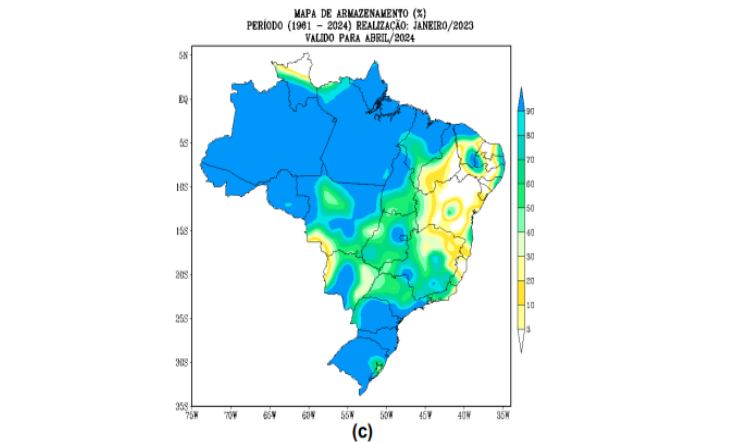 MAPA DE ARMAZENAMENTO (%)
PERÍODO (1961 - 2024) REALIZAÇÃO: JANEIRO/2023
VALIDO PARA ABRIL/2024
5N
EQ
5S
10S
15S
20S
25S
30S
35S
75W 70W 65W 60W 55W 50W 45W 40W 35W
90
80
70
60
50
40
30
20
10
5
(c)